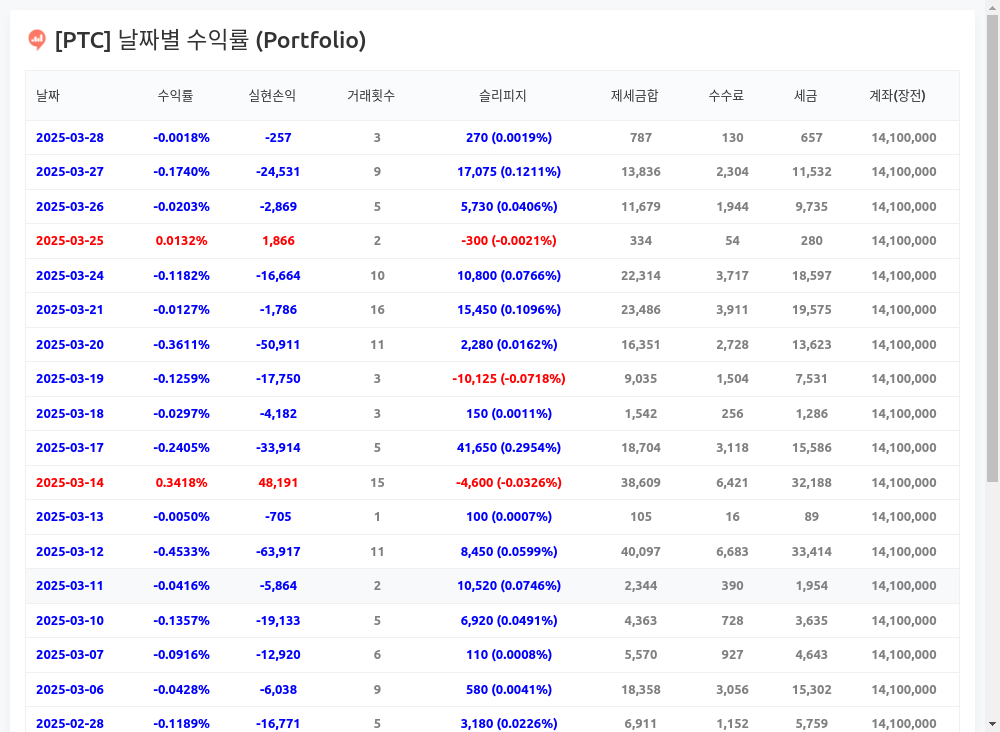 [PTC] 날짜별 수익률 (Portfolio)
날짜 수익률 실현손익 거래횟수 슬리피지 제세금합 수수료 세금 계좌(장전)
2025-03-28 -0.0018% -257 3 270 (0.0019%) 787 130 657 14,100,000
2025-03-27 -0.1740% -24,531 9 17,075 (0.1211%) 13,836 2,304 11,532 14,100,000
2025-03-26 -0.0203% -2,869 5 5,730 (0.0406%) 11,679 1,944 9,735 14,100,000
2025-03-25 0.0132% 1,866 2 -300 (-0.0021%) 334 54 280 14,100,000
2025-03-24 -0.1182% -16,664 10 10,800 (0.0766%) 22,314 3,717 18,597 14,100,000
2025-03-21 -0.0127% -1,786 16 15,450 (0.1096%) 23,486 3,911 19,575 14,100,000
2025-03-20 -0.3611% -50,911 11 2,280 (0.0162%) 16,351 2,728 13,623 14,100,000
2025-03-19 -0.1259% -17,750 3 -10,125 (-0.0718%) 9,035 1,504 7,531 14,100,000
2025-03-18 -0.0297% -4,182 3 150 (0.0011%) 1,542 256 1,286 14,100,000
2025-03-17 -0.2405% -33,914 5 41,650 (0.2954%) 18,704 3,118 15,586 14,100,000
2025-03-14 0.3418% 48,191 15 -4,600 (-0.0326%) 38,609 6,421 32,188 14,100,000
2025-03-13 -0.0050% -705 1 100 (0.0007%) 105 16 89 14,100,000
2025-03-12 -0.4533% -63,917 11 8,450 (0.0599%) 40,097 6,683 33,414 14,100,000
2025-03-11 -0.0416% -5,864 2 10,520 (0.0746%) 2,344 390 1,954 14,100,000
2025-03-10 -0.1357% -19,133 5 6,920 (0.0491%) 4,363 728 3,635 14,100,000
2025-03-07 -0.0916% -12,920 6 110 (0.0008%) 5,570 927 4,643 14,100,000
2025-03-06 -0.0428% -6,038 9 580 (0.0041%) 18,358 3,056 15,302 14,100,000
2025-02-28 -0.1189% -16,771 5 3,180 (0.0226%) 6,911 1,152 5,759 14,100,000